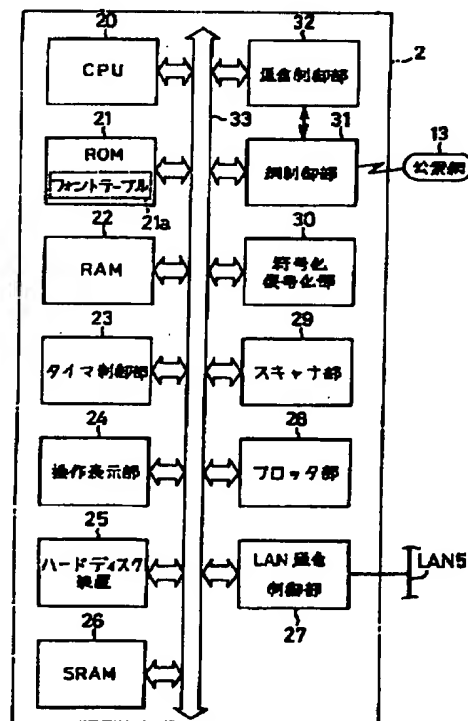 20
CPU
21
ROM
フォントテーブル
21a
22
RAM
23
タイマ制御部
24
操作表示部
25
ハードディスク
装置
26
SRAM
33
32
通信制御部
2
31
網制御部
13
公衆網
30
符号化
復号化部
29
スキャナ部
28
プロッタ部
LAN通信
制御部
27
LAN5